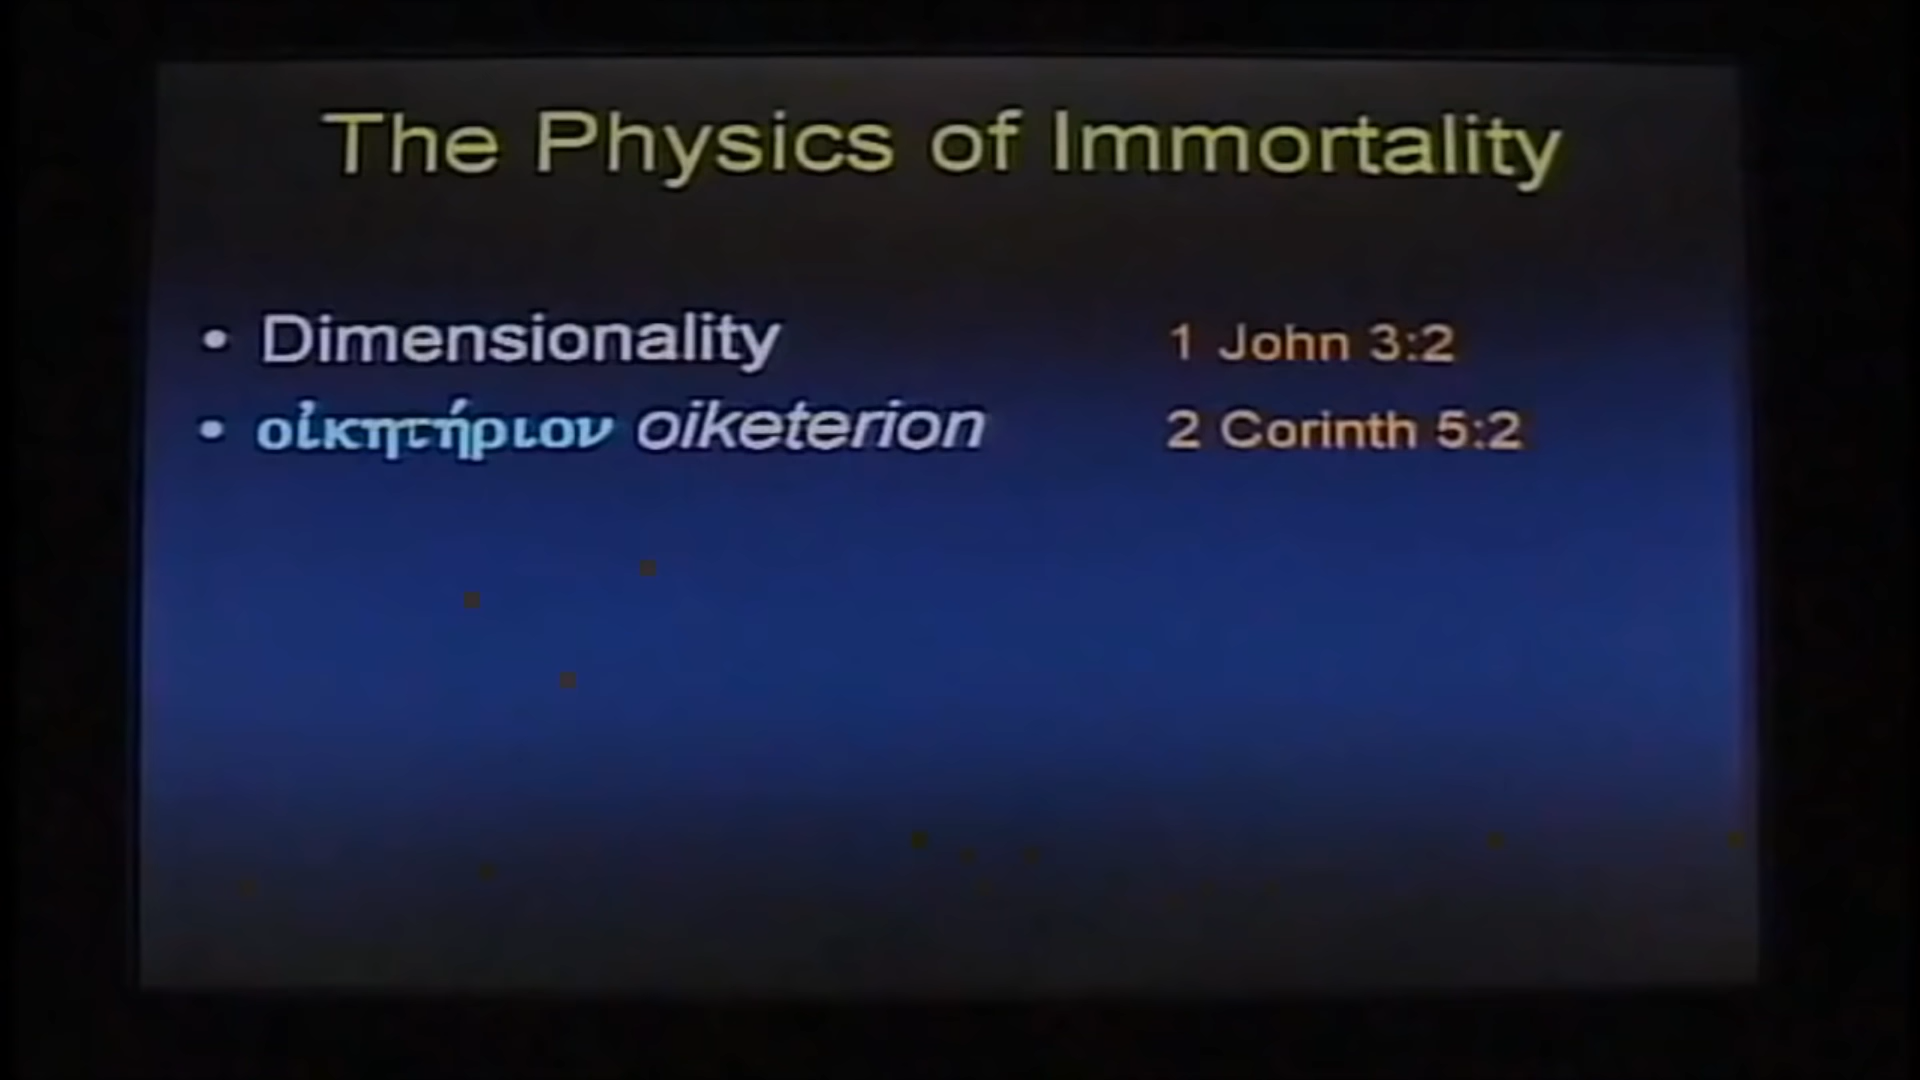 The Physics of Immortality
• Dimensionality 1 John 3:2
• οἰκητήριον oiketerion 2 Corinth 5:2